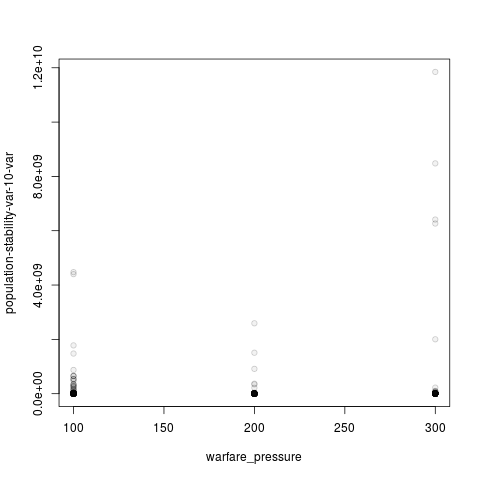 population-stability-var-10-var
1.2e+10
8.0e+09
4.0e+09
0.0e+00
100
150
200
250
300
warfare_pressure